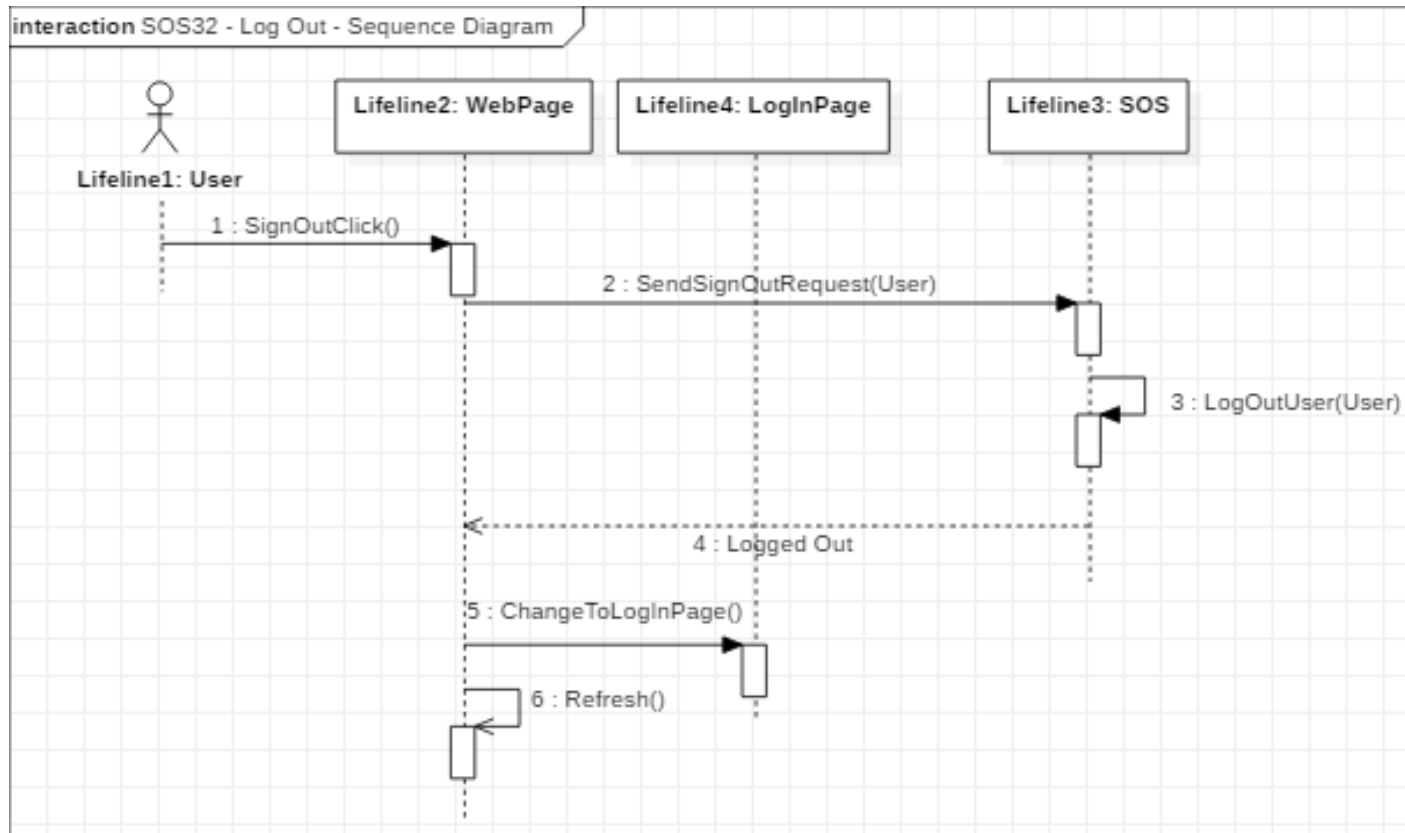 interaction SOS32 - Log Out - Sequence Diagram
Lifeline2: WebPage
Lifeline4: LogInPage
Lifeline3: SOS
Lifeline1: User
1 : SignOutClick()
2 : SendSignOutRequest(User)
3 : LogOutUser(User)
4 : Logged Out
5 : ChangeToLogInPage()
6 : Refresh()